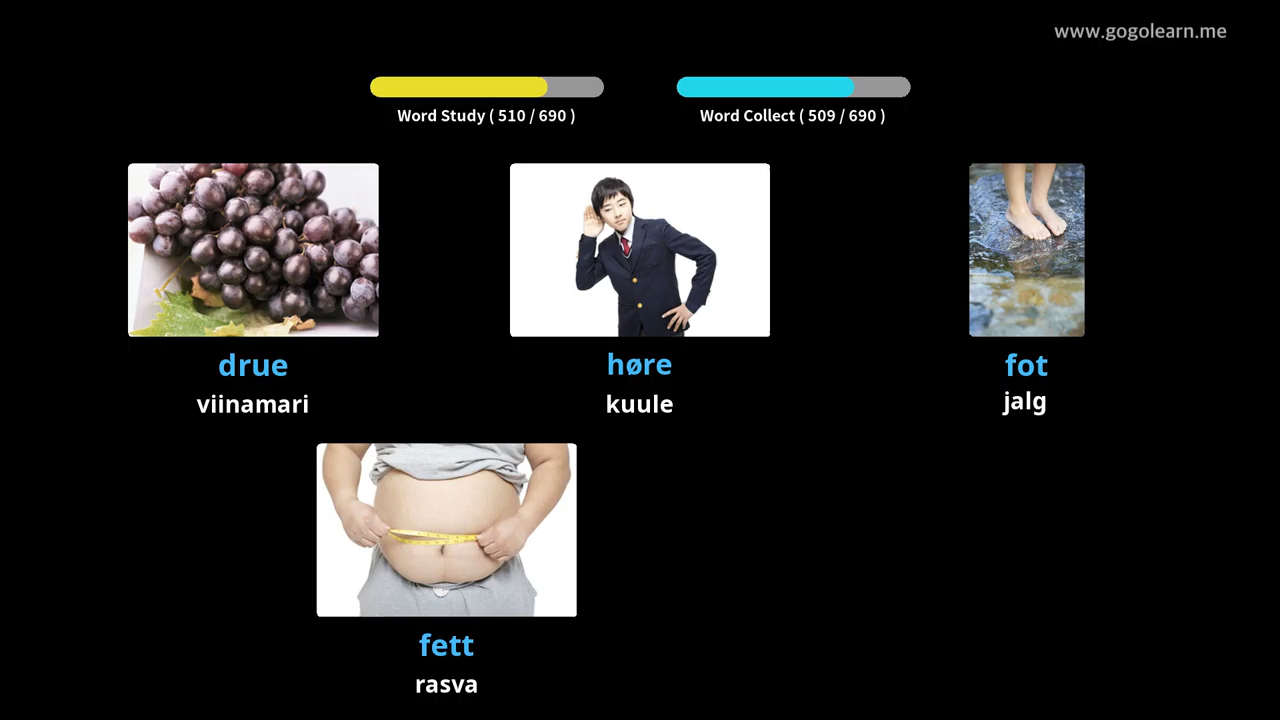 www.gogolearn.me
Word Study ( 510 / 690 )
Word Collect ( 509 / 690 )
drue
viinamari
høre
kuule
fot
jalg
fett
rasva